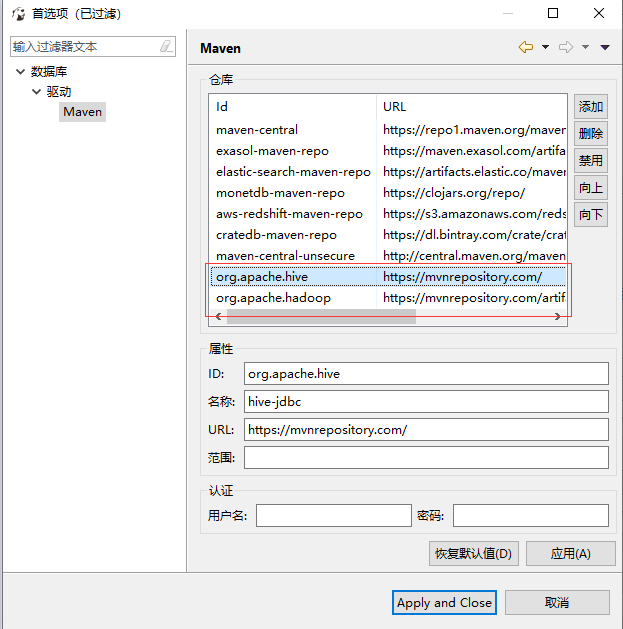 首选项（已过滤）
输入过滤器文本
数据库
驱动
Maven
Maven
仓库
Id URL
maven-central https://repo1.maven.org/maven
exasol-maven-repo https://maven.exasol.com/artifa
elastic-search-maven-repo https://artifacts.elastic.co/maven
monetdb-maven-repo https://clojars.org/repo/
aws-redshift-maven-repo https://s3.amazonaws.com/reds
cratedb-maven-repo https://dl.bintray.com/crate/crat
maven-central-unsecure http://central.maven.org/maven
org.apache.hive https://mvnrepository.com/
org.apache.hadoop https://mvnrepository.com/artif
添加
删除
禁用
向上
向下
属性
ID: org.apache.hive
名称: hive-jdbc
URL: https://mvnrepository.com/
范围:
认证
用户名: 密码:
恢复默认值(D) 应用(A)
Apply and Close 取消